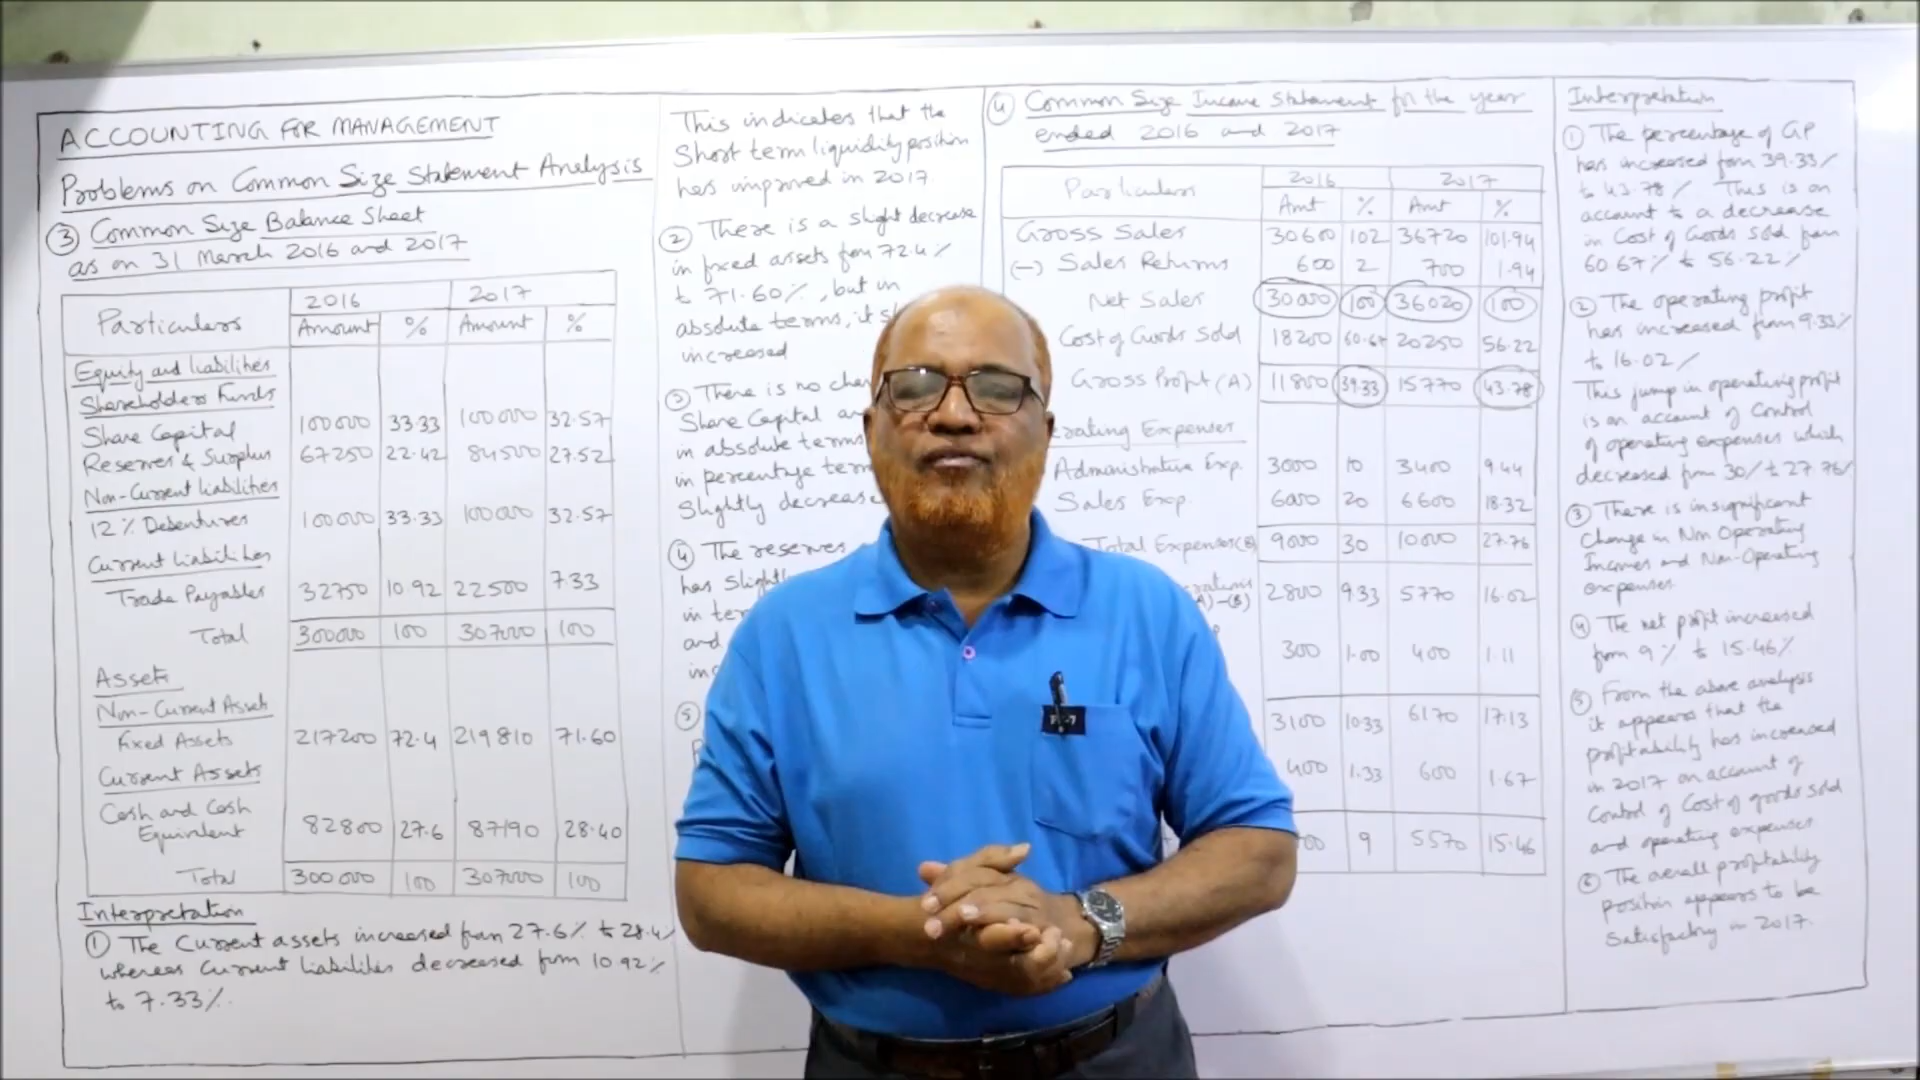 ACCOUNTING FOR MANAGEMENT
Problems on Common Size Statement Analysis
③ Common Size Balance Sheet
as on 31 March 2016 and 2017
Particulars 2016 2017
Amount % Amount %
Equity and liabilities
Shareholders Funds
Share Capital 100000 33.33 100000 32.57
Reserves & Surplus 67250 22.42 84500 27.52
Non-Current liabilities
12% Debentures 100000 33.33 100000 32.57
Current liabilities
Trade Payables 32750 10.92 22500 7.33
Total 300000 100 307000 100
Assets
Non-Current Assets
Fixed Assets 217200 72.4 219810 71.60
Current Assets
Cash and Cash
Equivalent 82800 27.6 87190 28.40
Total 300000 100 307000 100
Interpretation
① The Current assets increased from 27.6% to 28.4%
whereas Current liabilities decreased from 10.92%
to 7.33%.
This indicates that the
Short term liquidity position
has improved in 2017.
② There is a slight decrease
in fixed assets from 72.4%
to 71.60%, but in
absolute terms, it
increased
③ There is no
Share Capital
in absolute terms
in percentage
Slightly
④ The reserves
has
in
and
⑤
④ Common Size Income Statement for the year
ended 2016 and 2017
Particulars 2016 2017
Amt % Amt %
Gross Sales 30600 102 36720 101.94
(-) Sales Returns 600 2 700 1.94
Net Sales 30000 100 36020 100
Cost of Goods Sold 18200 60.67 20250 56.22
Gross Profit (A) 11800 39.33 15770 43.78
Expenses
Administrative Exp. 3000 10 3400 9.44
Sales Exp. 6000 20 6600 18.32
Total Expenses (B) 9000 30 10000 27.76
(A)-(B) 2800 9.33 5770 16.02
300 1.00 400 1.11
3100 10.33 6170 17.13
400 1.33 600 1.67
9 5570 15.46
Interpretation
① The percentage of GP
has increased from 39.33%
to 43.78% This is on
account to a decrease
in Cost of Goods Sold from
60.67% to 56.22%
② The operating profit
has increased from 9.33%
to 16.02%
This jump in operating profit
is on account of Control
of operating expenses which
decreased from 30% to 27.76%
③ There is insignificant
Change in Non Operating
Incomes and Non-Operating
expenses
④ The net profit increased
from 9% to 15.46%
⑤ From the above analysis
it appears that the
profitability has increased
in 2017 on account of
Control of Cost of goods sold
and operating expenses
⑥ The overall profitability
position appears to be
Satisfactory in 2017.